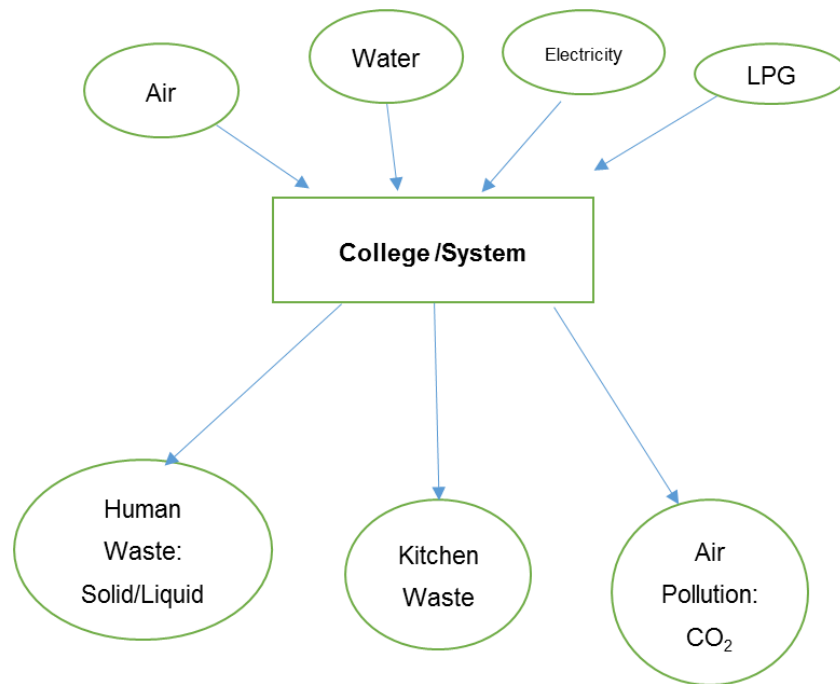 Air
Water
Electricity
LPG
College/System
Human
Waste:
Solid/Liquid
Kitchen
Waste
Air
Pollution:
CO₂